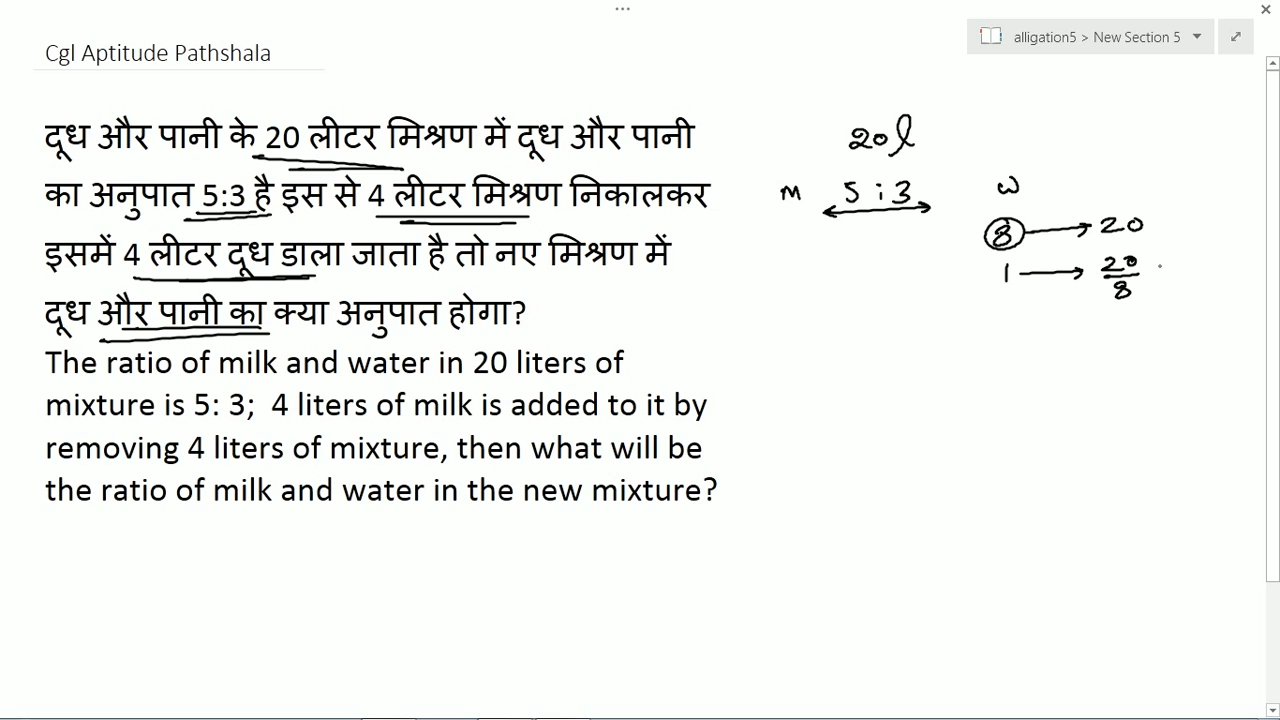 ...
Cgl Aptitude Pathshala
alligation5 > New Section 5
दूध और पानी के 20 लीटर मिश्रण में दूध और पानी
का अनुपात 5:3 है इस से 4 लीटर मिश्रण निकालकर
इसमें 4 लीटर दूध डाला जाता है तो नए मिश्रण में
दूध और पानी का क्या अनुपात होगा?
The ratio of milk and water in 20 liters of
mixture is 5: 3;  4 liters of milk is added to it by
removing 4 liters of mixture, then what will be
the ratio of milk and water in the new mixture?
20 l
M 5 : 3 W
8 → 20
1 → 20/8